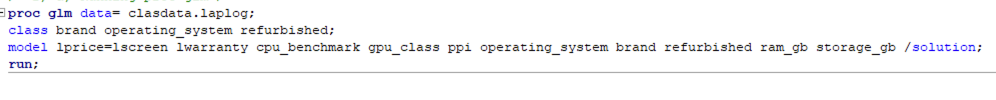 proc glm data= clasdata.laplog;
class brand operating_system refurbished;
model lprice=lscreen lwarranty cpu_benchmark gpu_class ppi operating_system brand refurbished ram_gb storage_gb /solution;
run;